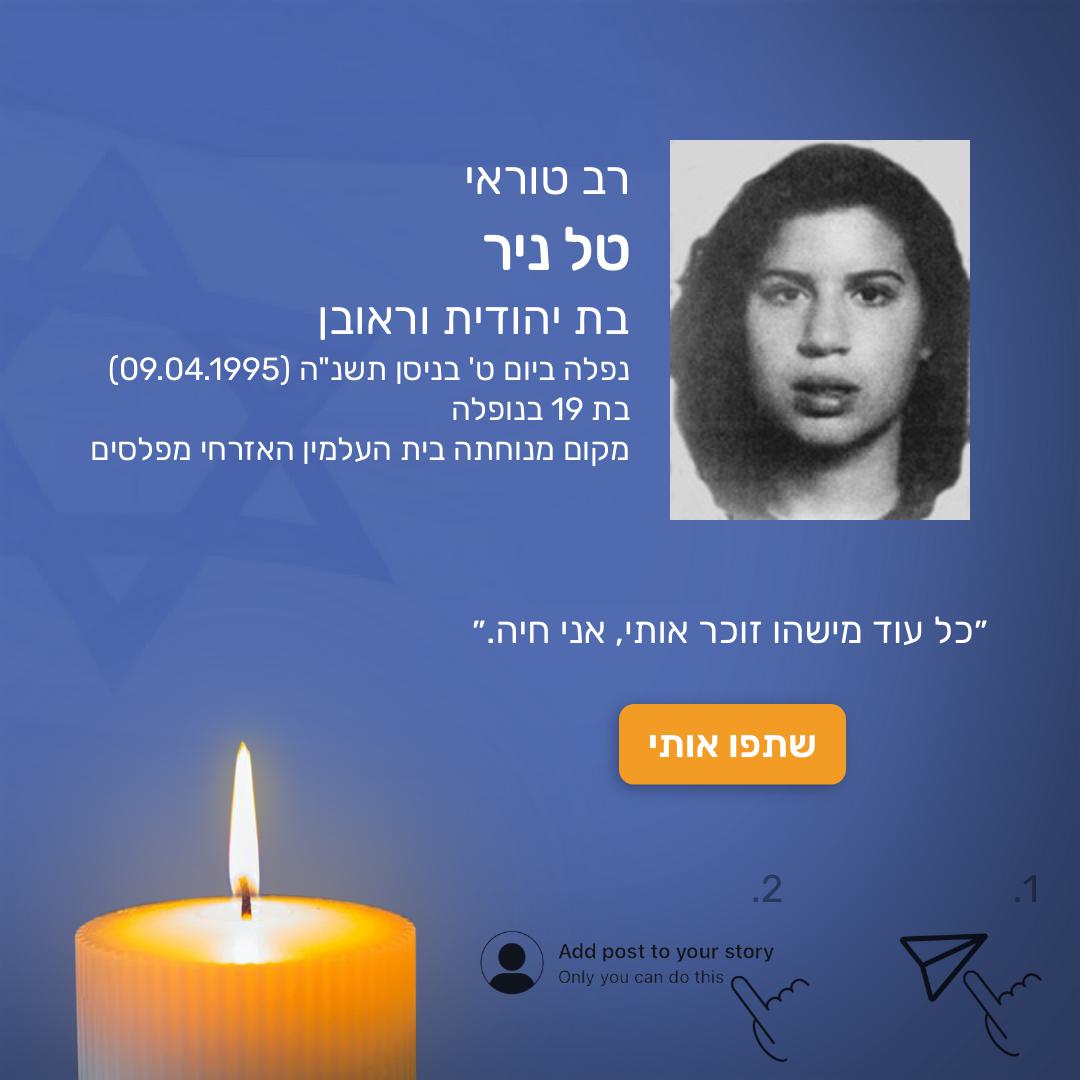 רב טוראי
טל ניר
בת יהודית וראובן
נפלה ביום ט' בניסן תשנ"ה (09.04.1995)
בת 19 בנופלה
מקום מנוחתה בית העלמין האזרחי מפלסים
״כל עוד מישהו זוכר אותי, אני חיה.״
שתפו אותי
1.
2.
Add post to your story
Only you can do this